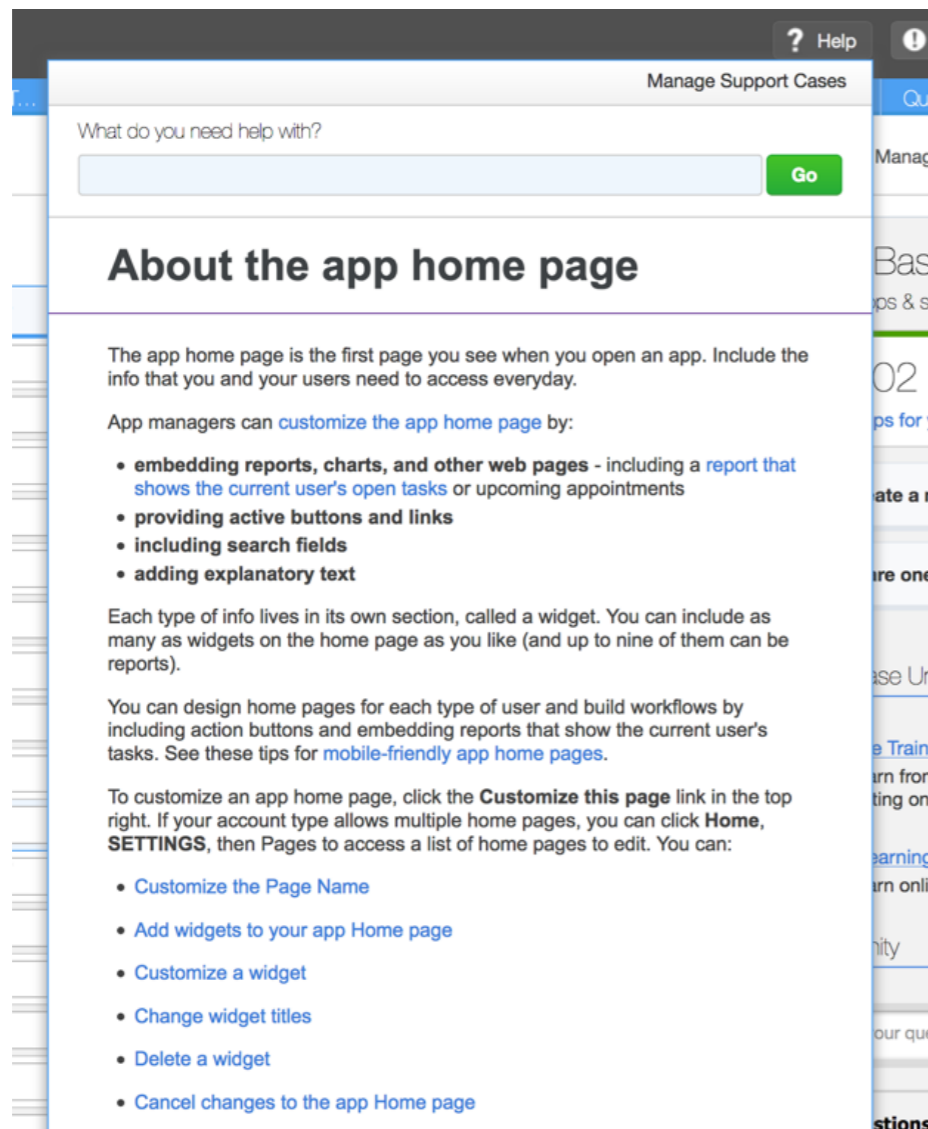 ? Help
Manage Support Cases
What do you need help with?
Go
About the app home page
The app home page is the first page you see when you open an app. Include the
info that you and your users need to access everyday.
App managers can customize the app home page by:
• embedding reports, charts, and other web pages - including a report that
shows the current user's open tasks or upcoming appointments
• providing active buttons and links
• including search fields
• adding explanatory text
Each type of info lives in its own section, called a widget. You can include as
many as widgets on the home page as you like (and up to nine of them can be
reports).
You can design home pages for each type of user and build workflows by
including action buttons and embedding reports that show the current user's
tasks. See these tips for mobile-friendly app home pages.
To customize an app home page, click the Customize this page link in the top
right. If your account type allows multiple home pages, you can click Home,
SETTINGS, then Pages to access a list of home pages to edit. You can:
• Customize the Page Name
• Add widgets to your app Home page
• Customize a widget
• Change widget titles
• Delete a widget
• Cancel changes to the app Home page